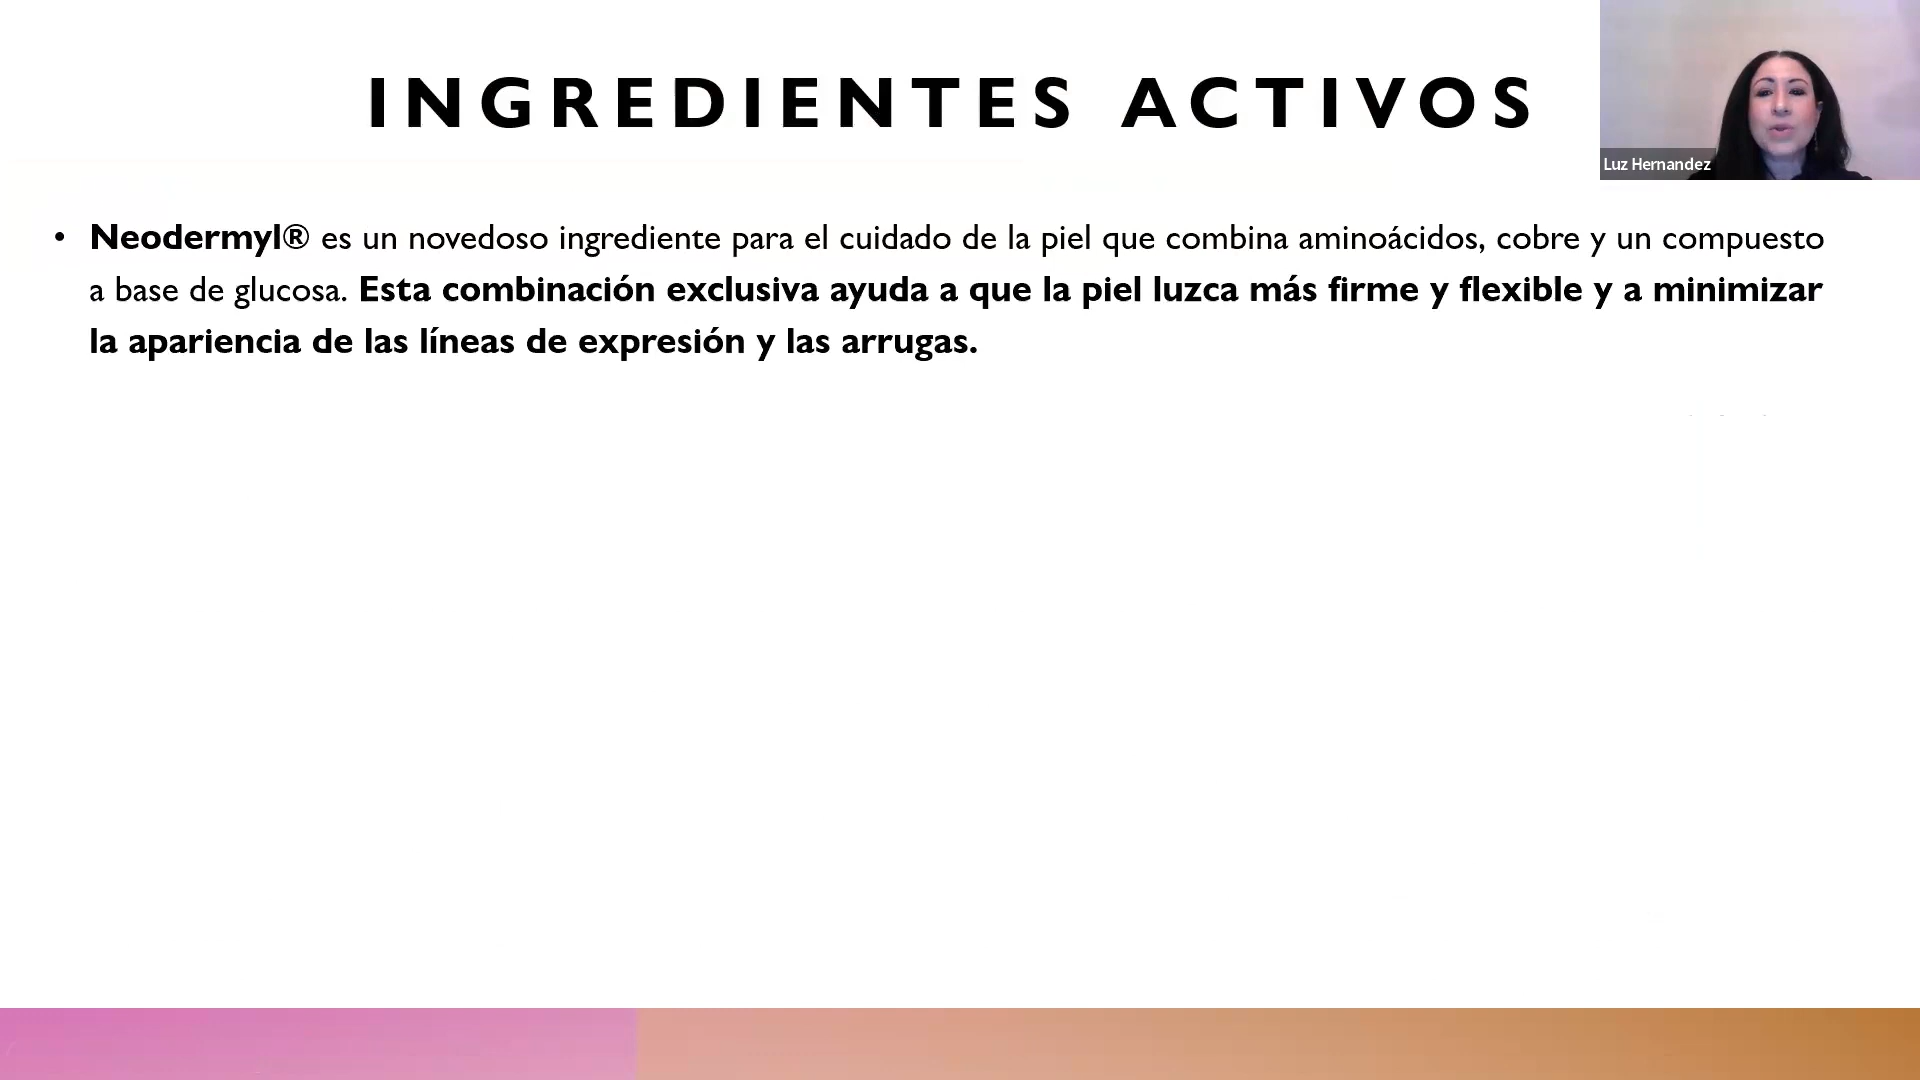 INGREDIENTES ACTIVOS
Luz Hernandez
• Neodermyl® es un novedoso ingrediente para el cuidado de la piel que combina aminoácidos, cobre y un compuesto
a base de glucosa. Esta combinación exclusiva ayuda a que la piel luzca más firme y flexible y a minimizar
la apariencia de las líneas de expresión y las arrugas.